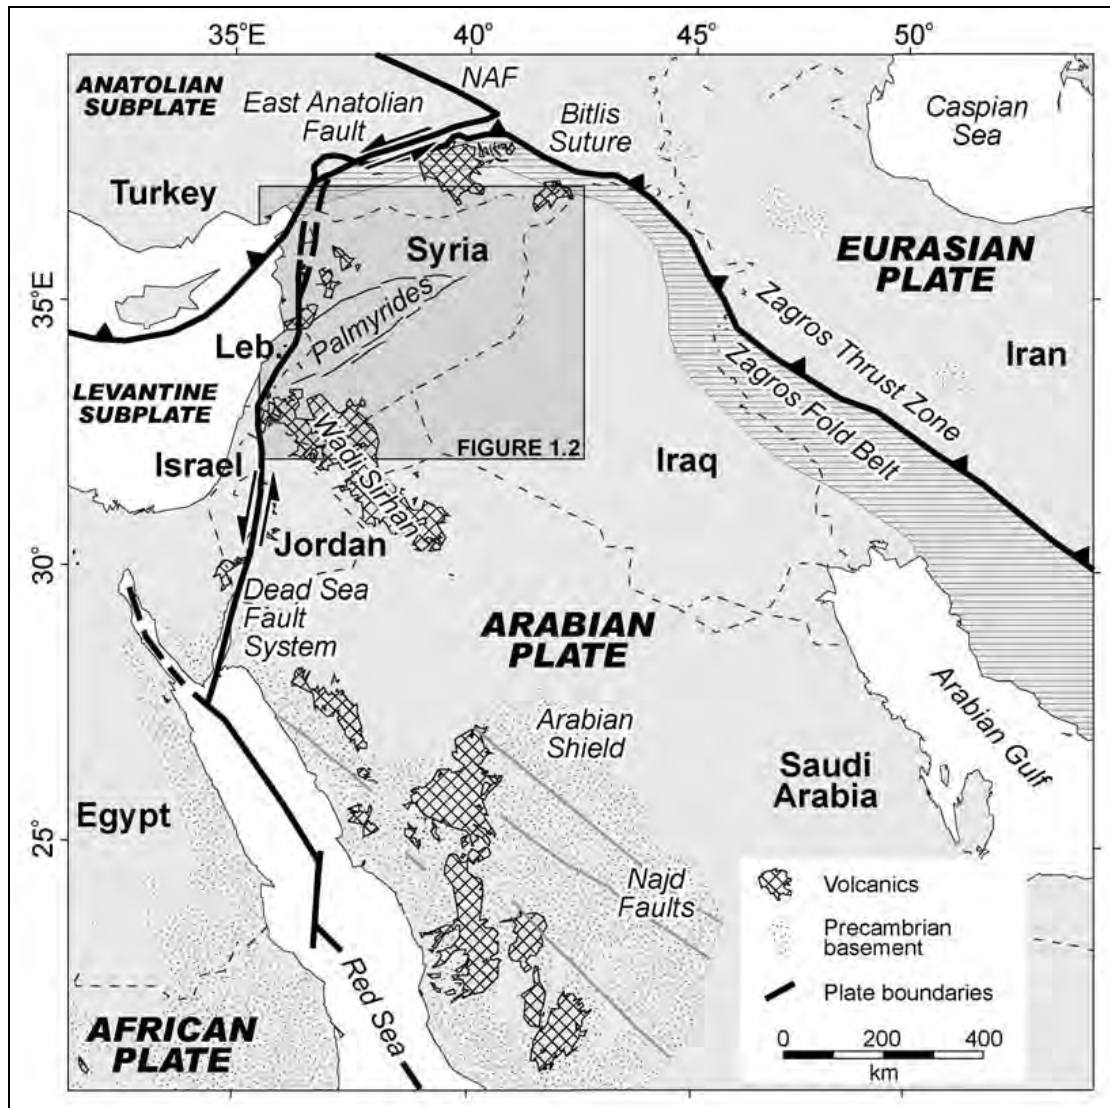 35°E
40°
45°
50°
ANATOLIAN
SUBPLATE
NAF
East Anatolian
Fault
Bitlis
Suture
Caspian
Sea
Turkey
Syria
EURASIAN
PLATE
35°E
Palmyrides
Zagros Thrust Zone
Leb.
Iran
LEVANTINE
SUBPLATE
Zagros Fold Belt
Wadi Sirhan
FIGURE 1.2
Israel
Iraq
Jordan
30°
Dead Sea
Fault
System
ARABIAN
PLATE
Arabian Gulf
Arabian
Shield
Saudi
Arabia
Egypt
25°
Najd
Faults
Volcanics
Precambrian
basement
Red Sea
Plate boundaries
AFRICAN
PLATE
0 200 400
km